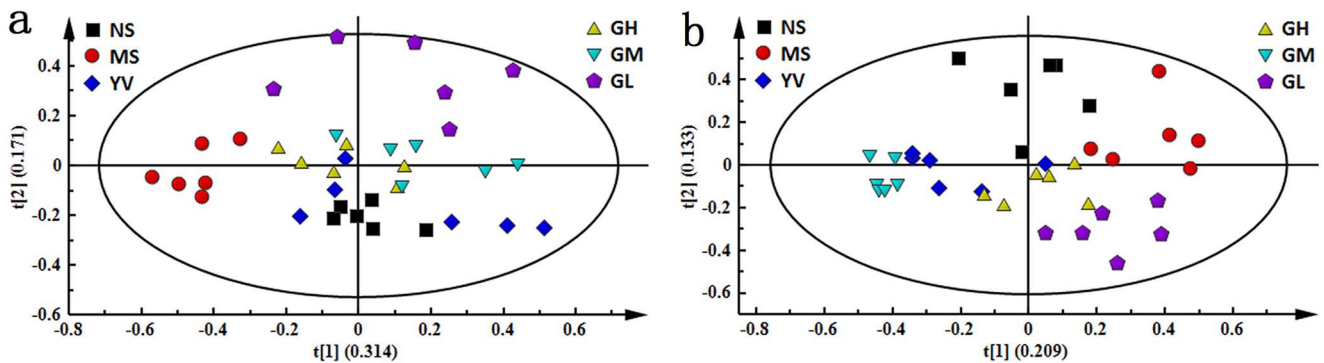 a
NS
MS
YV
GH
GM
GL
0.4
0.2
0
-0.2
-0.4
-0.6
t[2] (0.171)
-0.8 -0.6 -0.4 -0.2 0 0.2 0.4 0.6
t[1] (0.314)
b
NS
MS
YV
GH
GM
GL
0.4
0.2
0
-0.2
-0.4
-0.6
t[2] (0.133)
-0.8 -0.6 -0.4 -0.2 0 0.2 0.4 0.6
t[1] (0.209)